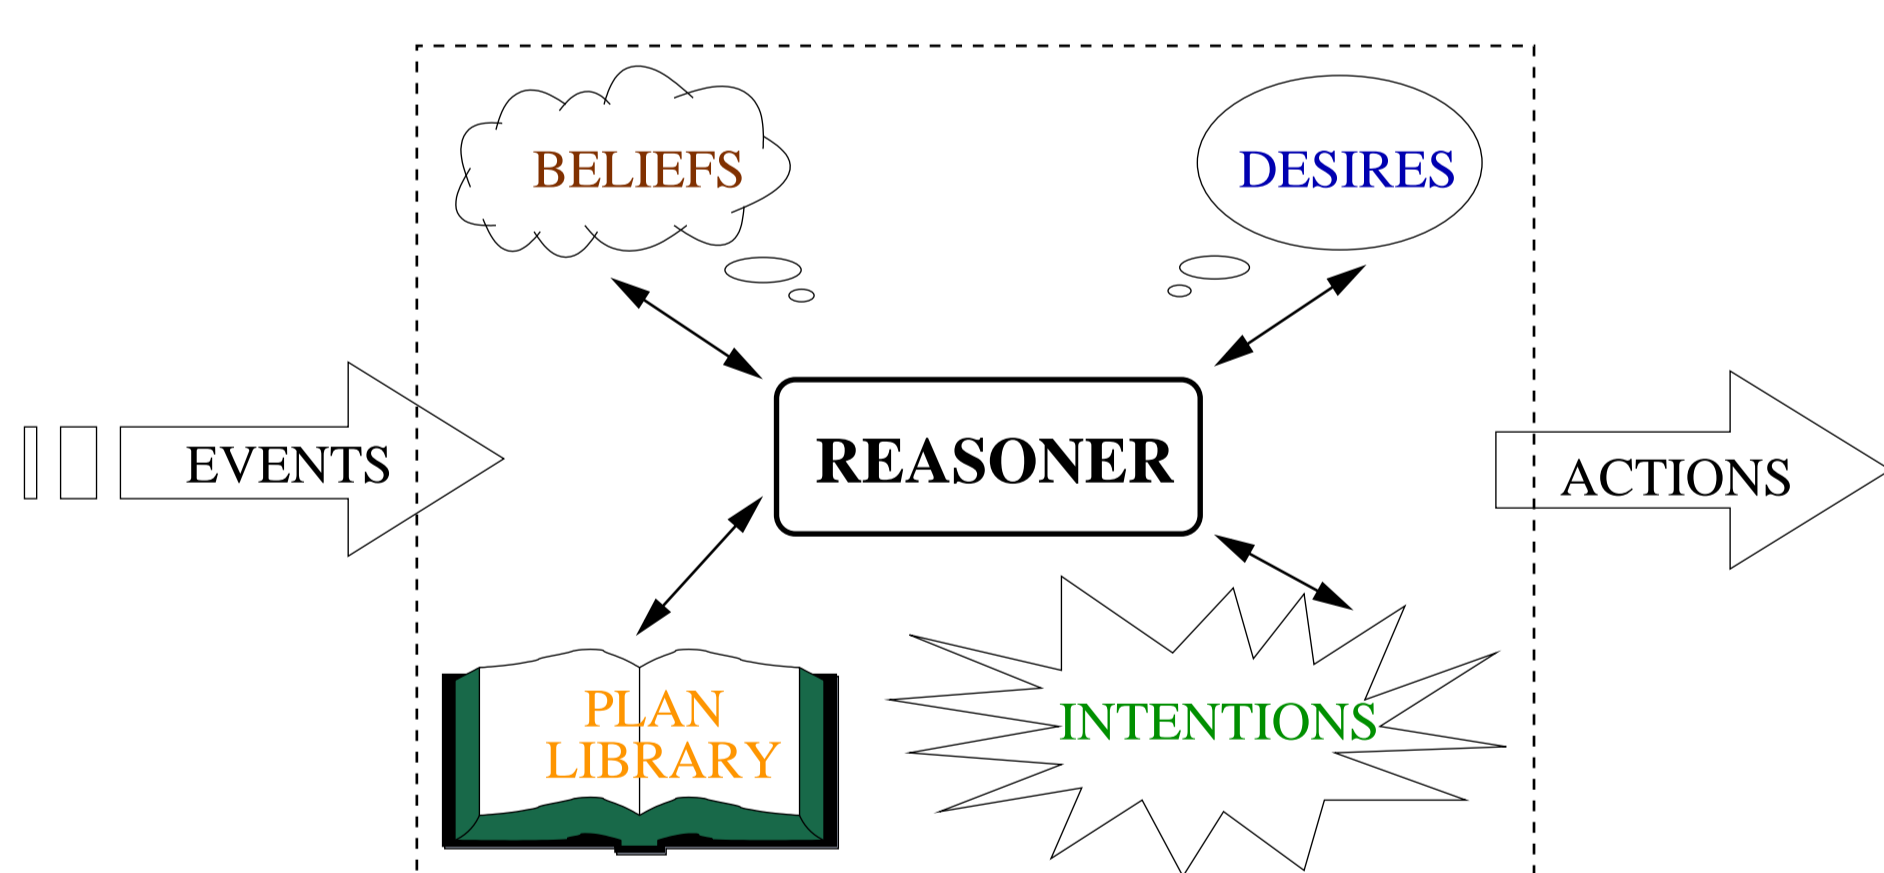 BELIEFS
DESIRES
EVENTS
REASONER
ACTIONS
PLAN
LIBRARY
INTENTIONS